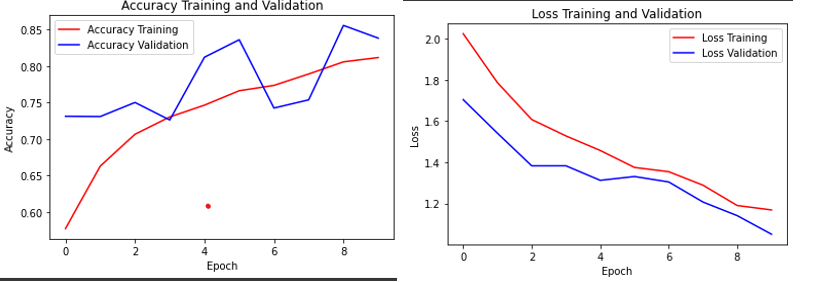 Accuracy Training and Validation
Accuracy Training
Accuracy Validation
0.85
0.80
0.75
0.70
0.65
0.60
Accuracy
0
2
4
6
8
Epoch
Loss Training and Validation
Loss Training
Loss Validation
2.0
1.8
1.6
1.4
1.2
Loss
0
2
4
6
8
Epoch